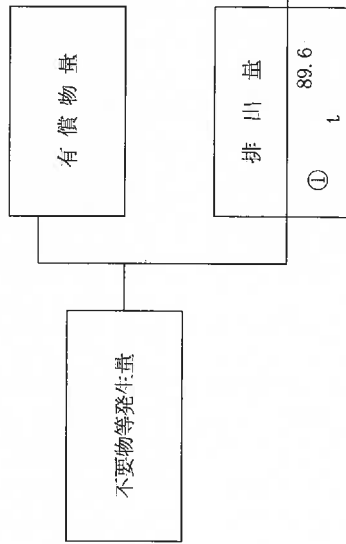 不要物等発生量
有償物量
排出量
① 89.6
t